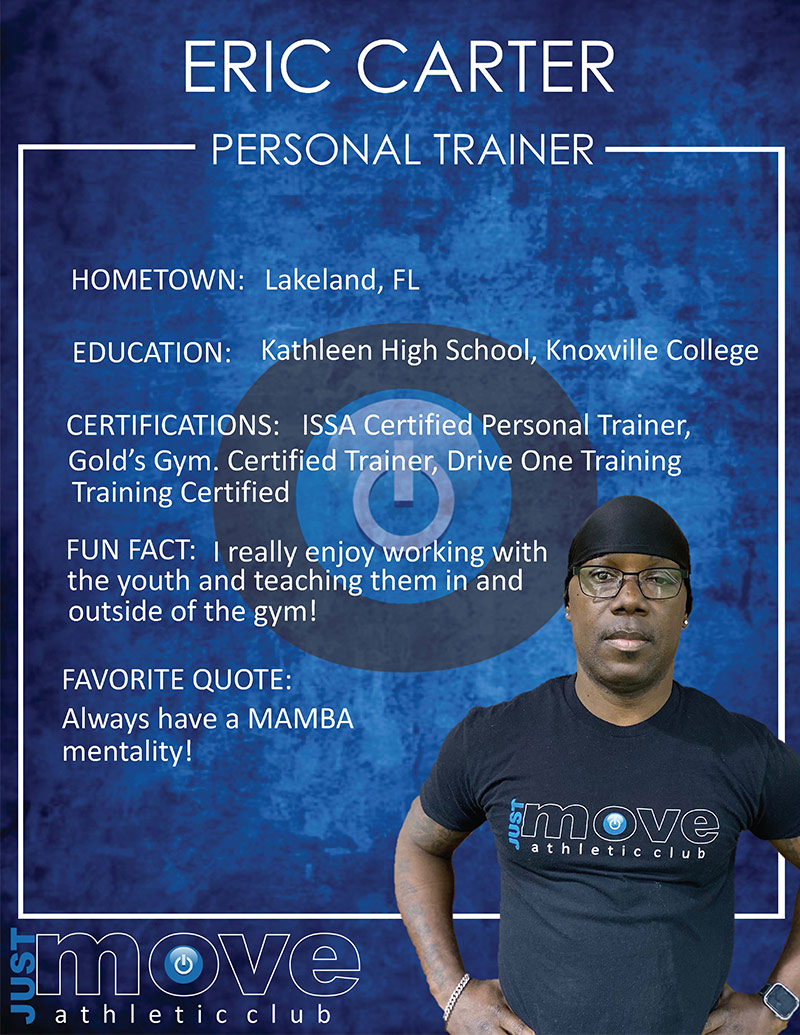 ERIC CARTER
PERSONAL TRAINER
HOMETOWN: Lakeland, FL
EDUCATION: Kathleen High School, Knoxville College
CERTIFICATIONS: ISSA Certified Personal Trainer,
Gold's Gym. Certified Trainer, Drive One Training
Training Certified
FUN FACT: I really enjoy working with
the youth and teaching them in and
outside of the gym!
FAVORITE QUOTE:
Always have a MAMBA
mentality!
JUST move
athletic club
JUST move
athletic club